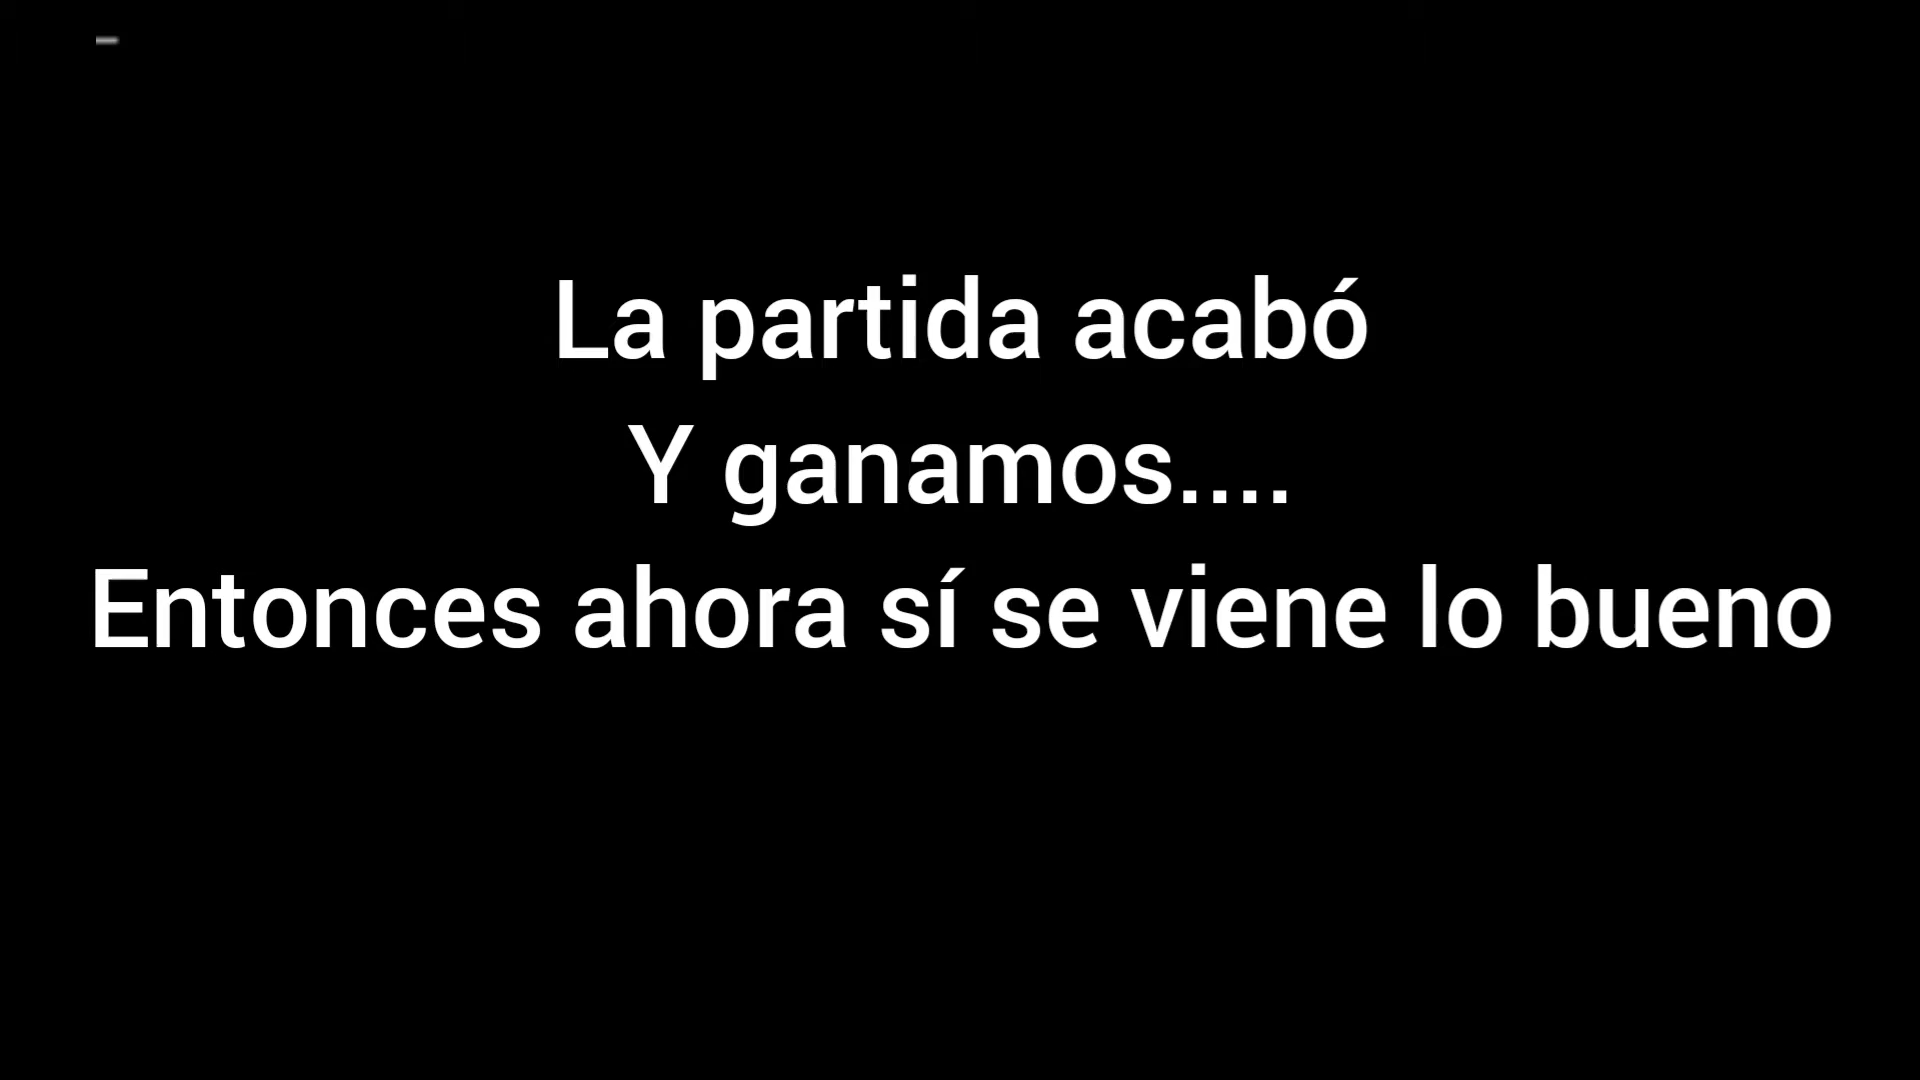 La partida acabó
Y ganamos....
Entonces ahora sí se viene lo bueno